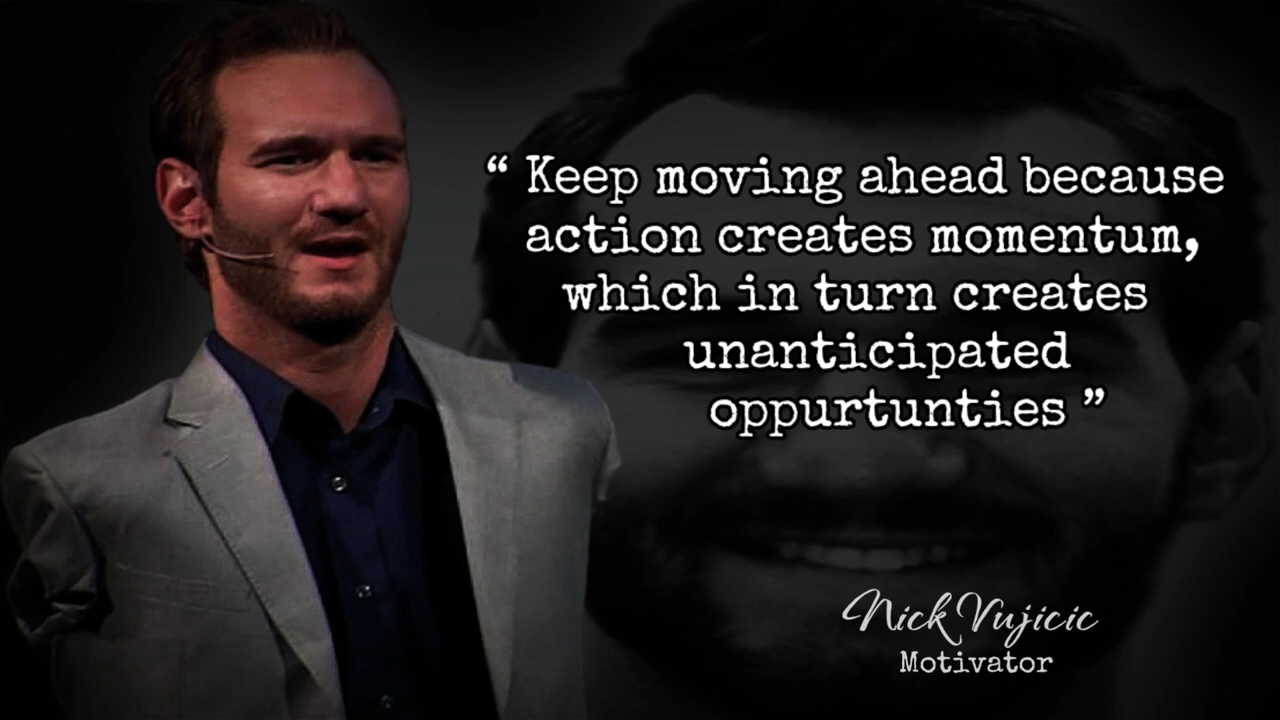 “ Keep moving ahead because
action creates momentum,
which in turn creates
unanticipated
oppurtunties ”
Nick Vujicic
Motivator